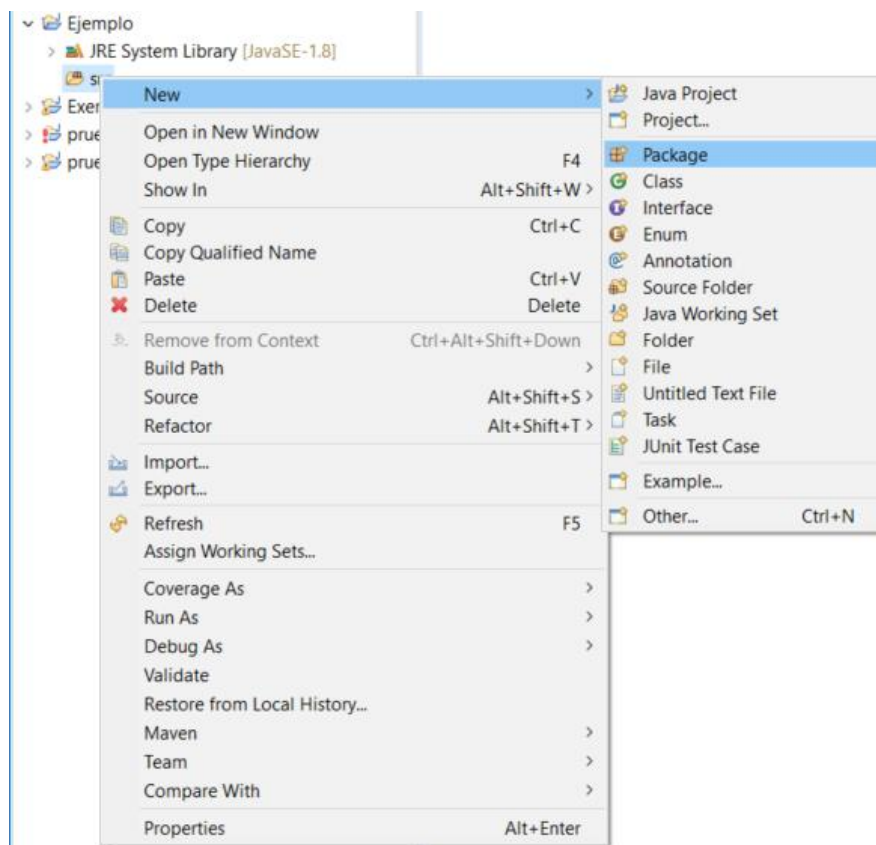 Ejemplo
JRE System Library [JavaSE-1.8]
New
Open in New Window
Open Type Hierarchy F4
Show In Alt+Shift+W >
Copy Ctrl+C
Copy Qualified Name
Paste Ctrl+V
Delete Delete
Remove from Context Ctrl+Alt+Shift+Down
Build Path
Source Alt+Shift+S >
Refactor Alt+Shift+T >
Import...
Export...
Refresh F5
Assign Working Sets...
Coverage As
Run As
Debug As
Validate
Restore from Local History...
Maven
Team
Compare With
Properties Alt+Enter
Java Project
Project...
Package
Class
Interface
Enum
Annotation
Source Folder
Java Working Set
Folder
File
Untitled Text File
Task
JUnit Test Case
Example...
Other... Ctrl+N